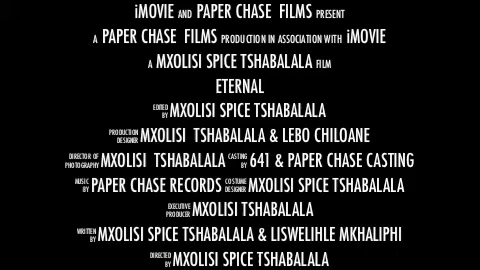 iMOVIE AND PAPER CHASE FILMS PRESENT
A PAPER CHASE FILMS PRODUCTION IN ASSOCIATION WITH iMOVIE
A MXOLISI SPICE TSHABALALA FILM
ETERNAL
EDITED BY MXOLISI SPICE TSHABALALA
PRODUCTION DESIGNER MXOLISI TSHABALALA & LEBO CHILOANE
DIRECTOR OF PHOTOGRAPHY MXOLISI TSHABALALA CASTING BY 641 & PAPER CHASE CASTING
MUSIC BY PAPER CHASE RECORDS COSTUME DESIGNER MXOLISI SPICE TSHABALALA
EXECUTIVE PRODUCER MXOLISI TSHABALALA
WRITTEN BY MXOLISI SPICE TSHABALALA & LISWELIHLE MKHALIPHI
DIRECTED BY MXOLISI SPICE TSHABALALA